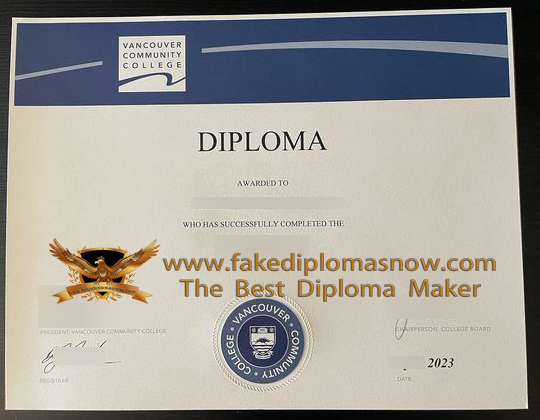 VANCOUVER
COMMUNITY
COLLEGE
DIPLOMA
AWARDED TO
WHO HAS SUCCESSFULLY COMPLETED THE
www.fakediplomasnow.com
The Best Diploma Maker
PRESIDENT, VANCOUVER COMMUNITY COLLEGE
CHAIRPERSON, COLLEGE BOARD
VANCOUVER • COMMUNITY • COLLEGE •
REGISTRAR
2023
DATE